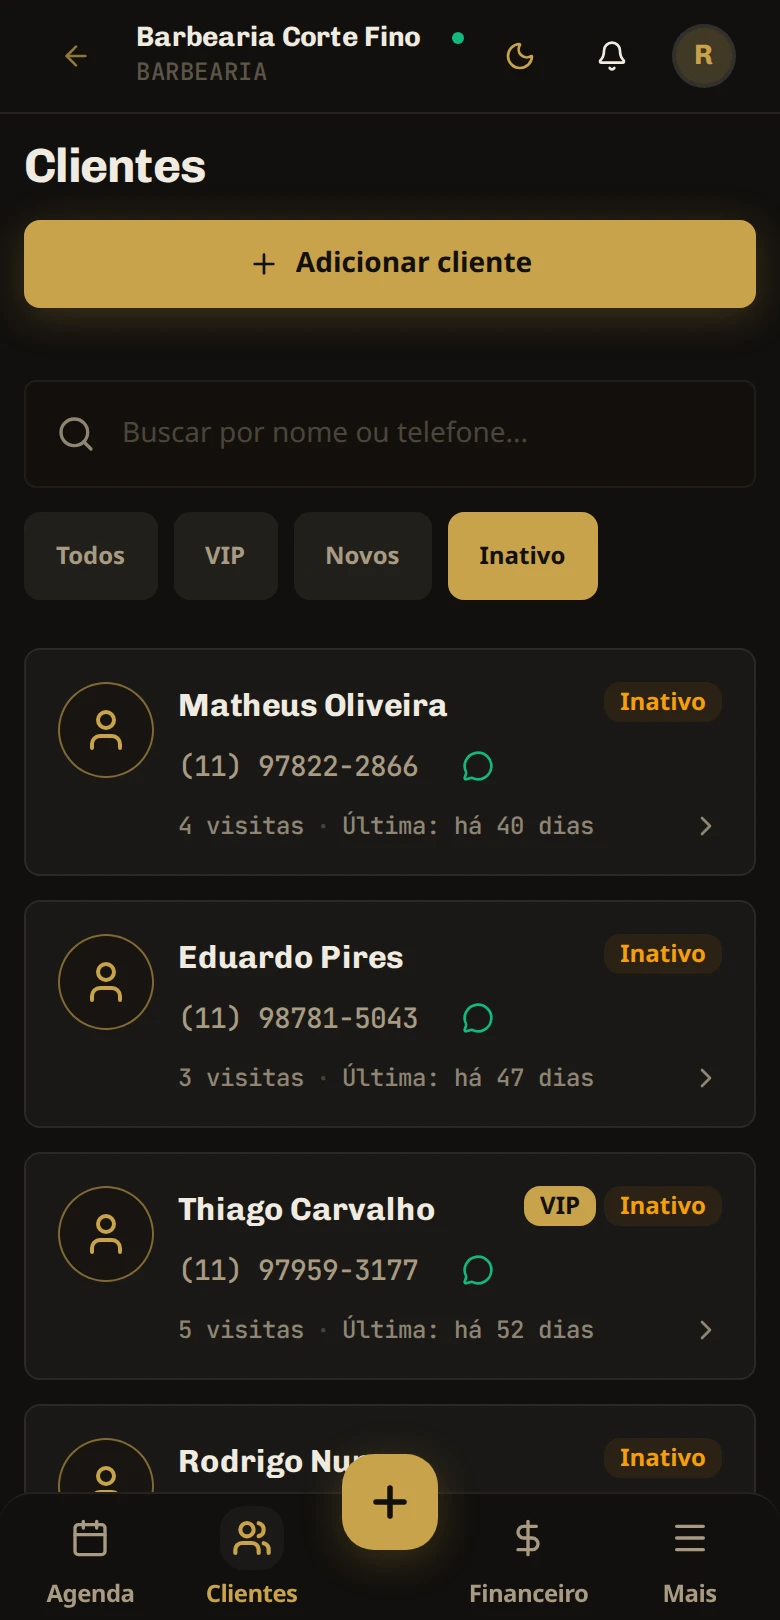 Barbearia Corte Fino
BARBEARIA
R
Clientes
+ Adicionar cliente
Buscar por nome ou telefone...
Todos VIP Novos Inativo
Matheus Oliveira Inativo
(11) 97822-2866
4 visitas · Última: há 40 dias
Eduardo Pires Inativo
(11) 98781-5043
3 visitas · Última: há 47 dias
Thiago Carvalho VIP Inativo
(11) 97959-3177
5 visitas · Última: há 52 dias
Rodrigo Inativo
Agenda Clientes Financeiro Mais